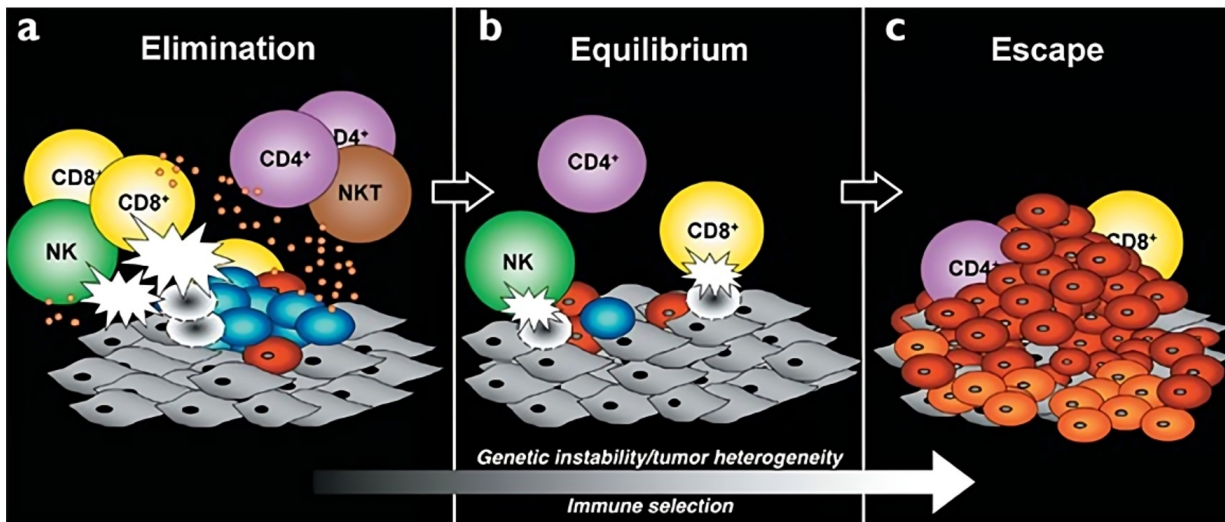 a
Elimination
b
Equilibrium
c
Escape
CD8⁺
CD8⁺
NK
CD4⁺
D4⁺
NKT
CD4⁺
NK
CD8⁺
CD4⁺
CD8⁺
Genetic instability/tumor heterogeneity
Immune selection